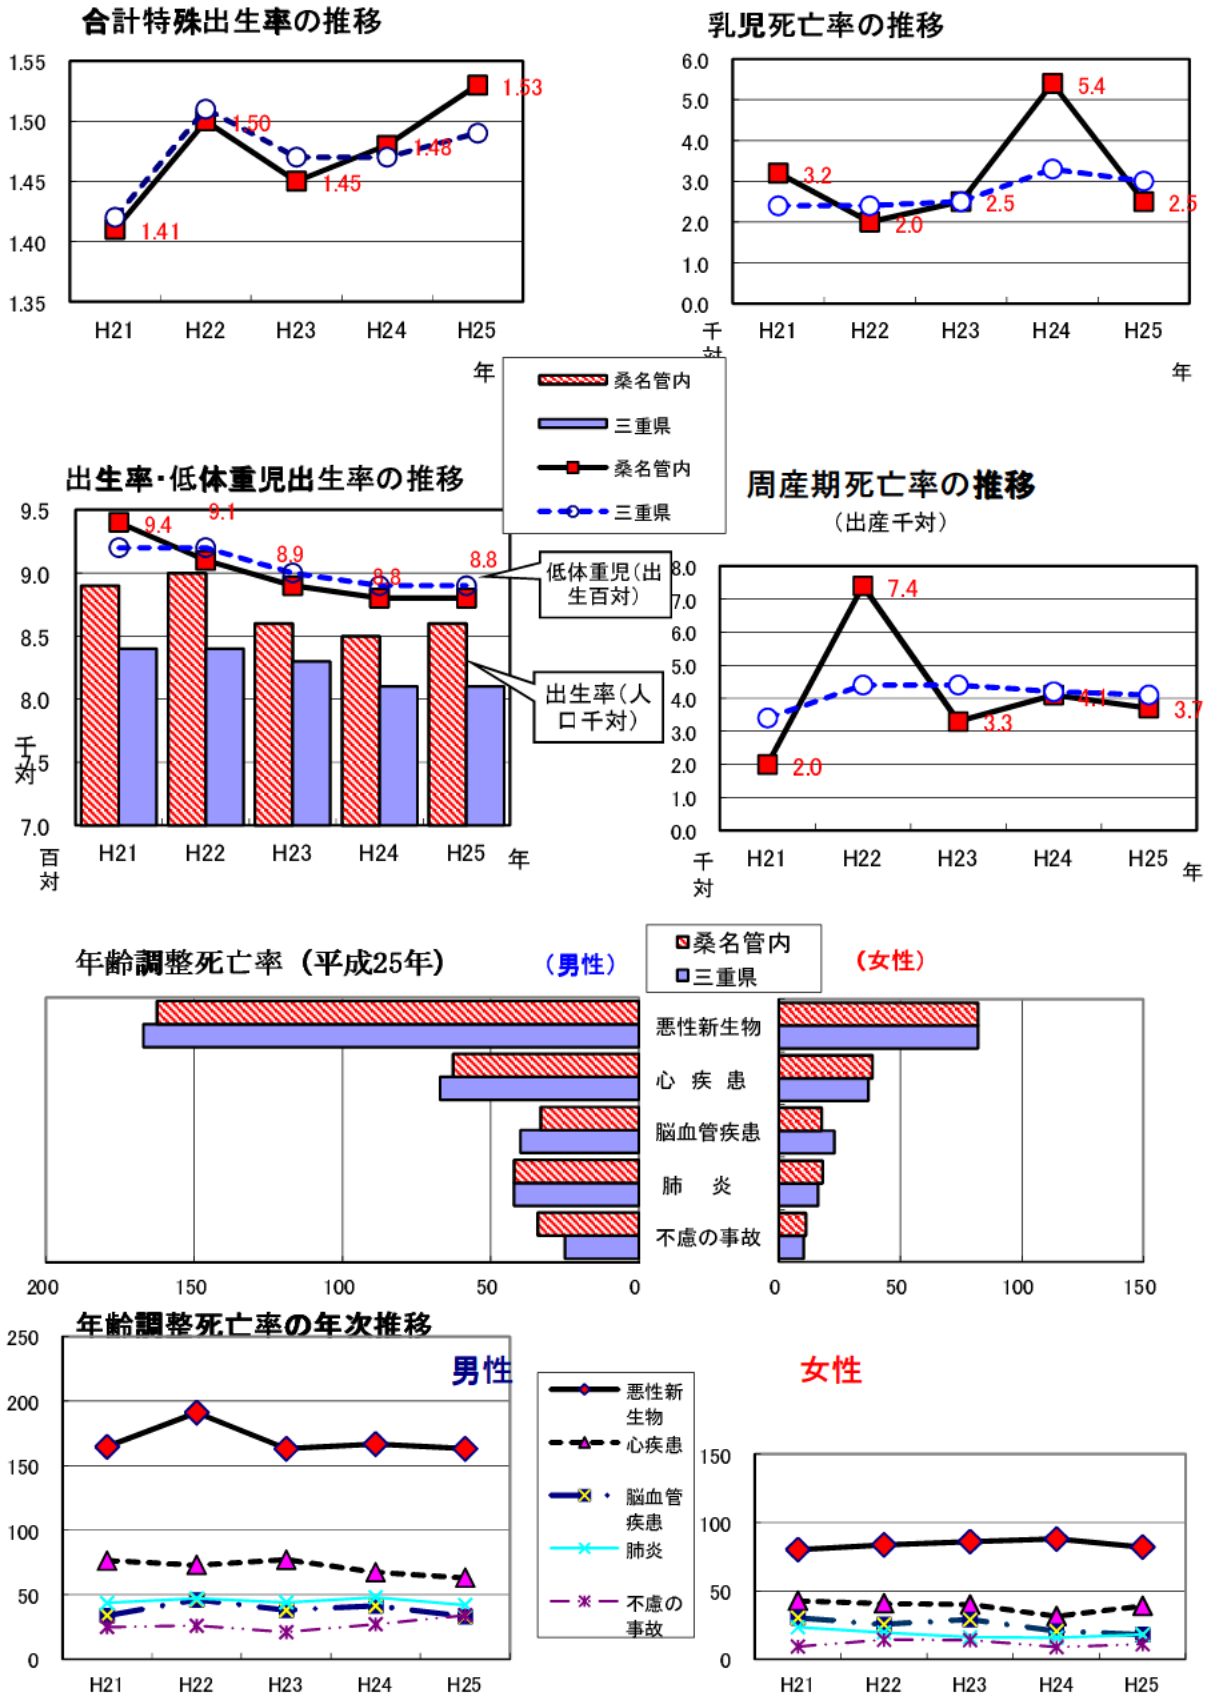 合計特殊出生率の推移
1.55
1.50
1.45
1.40
1.35
1.41
1.50
1.45
1.48
1.53
H21 H22 H23 H24 H25
年
乳児死亡率の推移
6.0
5.0
4.0
3.0
2.0
1.0
0.0
3.2
2.0
2.5
5.4
2.5
千対
H21 H22 H23 H24 H25
年
桑名管内
三重県
桑名管内
三重県
出生率・低体重児出生率の推移
9.5
9.0
8.5
8.0
7.5
7.0
9.4
9.1
8.9
8.8
8.8
千対
百対
H21 H22 H23 H24 H25
年
低体重児(出
生百対)
出生率(人
口千対)
周産期死亡率の推移
(出産千対)
8.0
7.0
6.0
5.0
4.0
3.0
2.0
1.0
0.0
2.0
7.4
3.3
4.1
3.7
千対
H21 H22 H23 H24 H25
年
年齢調整死亡率(平成25年)
(男性)
桑名管内
三重県
(女性)
悪性新生物
心 疾 患
脳血管疾患
肺 炎
不慮の事故
200 150 100 50 0
0 50 100 150
年齢調整死亡率の年次推移
男性
250
200
150
100
50
0
H21 H22 H23 H24 H25
悪性新
生物
心疾患
脳血管
疾患
肺炎
不慮の
事故
女性
150
100
50
0
H21 H22 H23 H24 H25